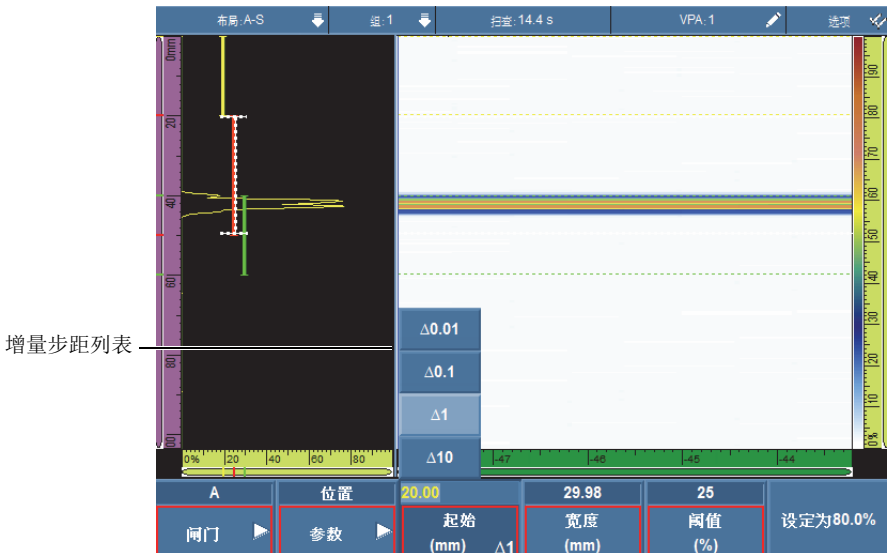 布局:A-S 组:1 扫查:14.4 s VPA:1 选项
0mm
20
40
60
80
100
0% 20 40 60 80
-47 -46 -45 -44
90
80
70
60
50
40
30
20
10
0%
增量步距列表
Δ0.01
Δ0.1
Δ1
Δ10
A 位置 20.00 29.98 25
闸门 参数 起始 宽度 阈值 设定为80.0%
(mm) Δ1 (mm) (%)